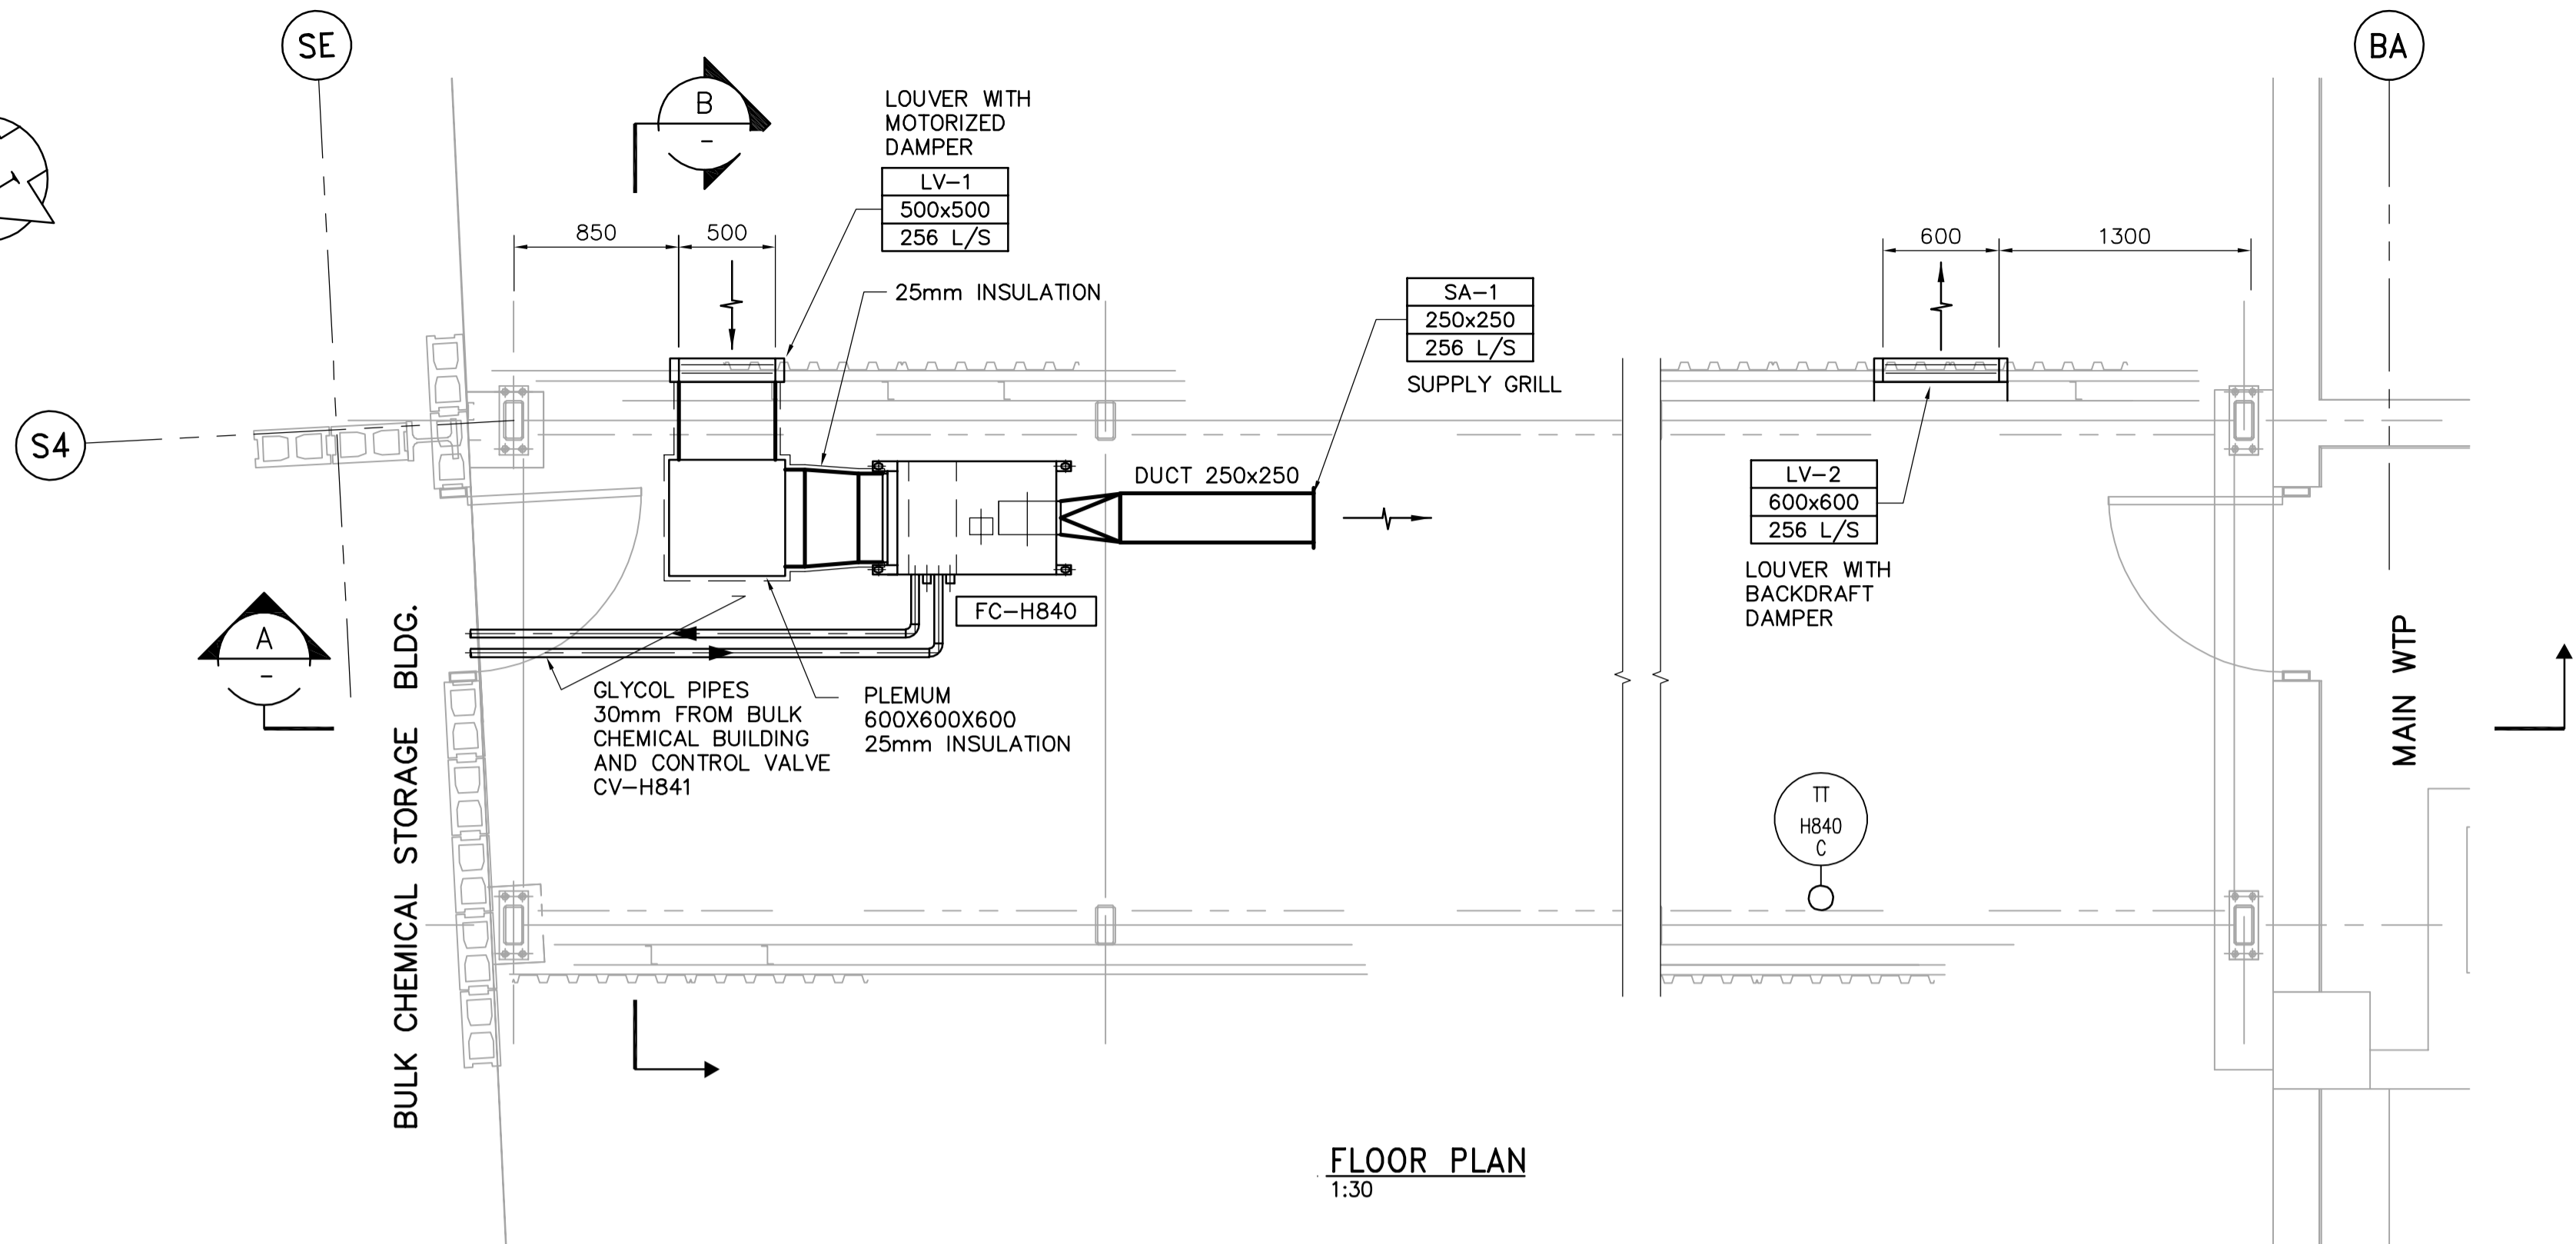 SE
BA
B
-
LOUVER WITH
MOTORIZED
DAMPER
LV-1
500x500
256 L/S
850
500
600
1300
25mm INSULATION
SA-1
250x250
256 L/S
SUPPLY GRILL
S4
DUCT 250x250
LV-2
600x600
256 L/S
LOUVER WITH
BACKDRAFT
DAMPER
FC-H840
A
-
GLYCOL PIPES
30mm FROM BULK
CHEMICAL BUILDING
AND CONTROL VALVE
CV-H841
PLEMUM
600X600X600
25mm INSULATION
BULK CHEMICAL STORAGE BLDG.
MAIN WTP
TT
H840
C
FLOOR PLAN
1:30